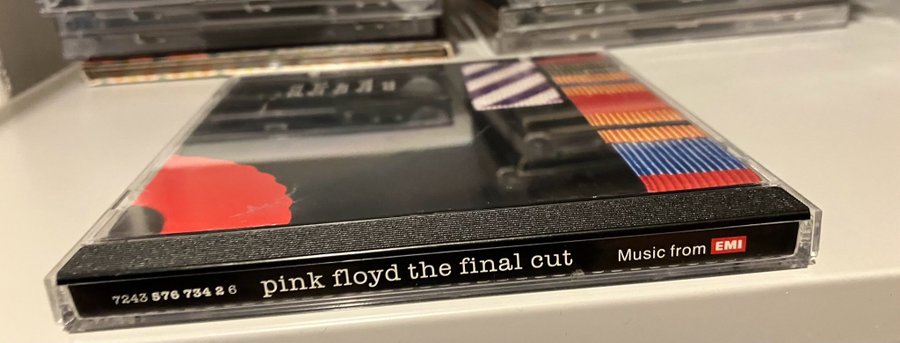 7243 576 734 2 6 pink floyd the final cut Music from EMI